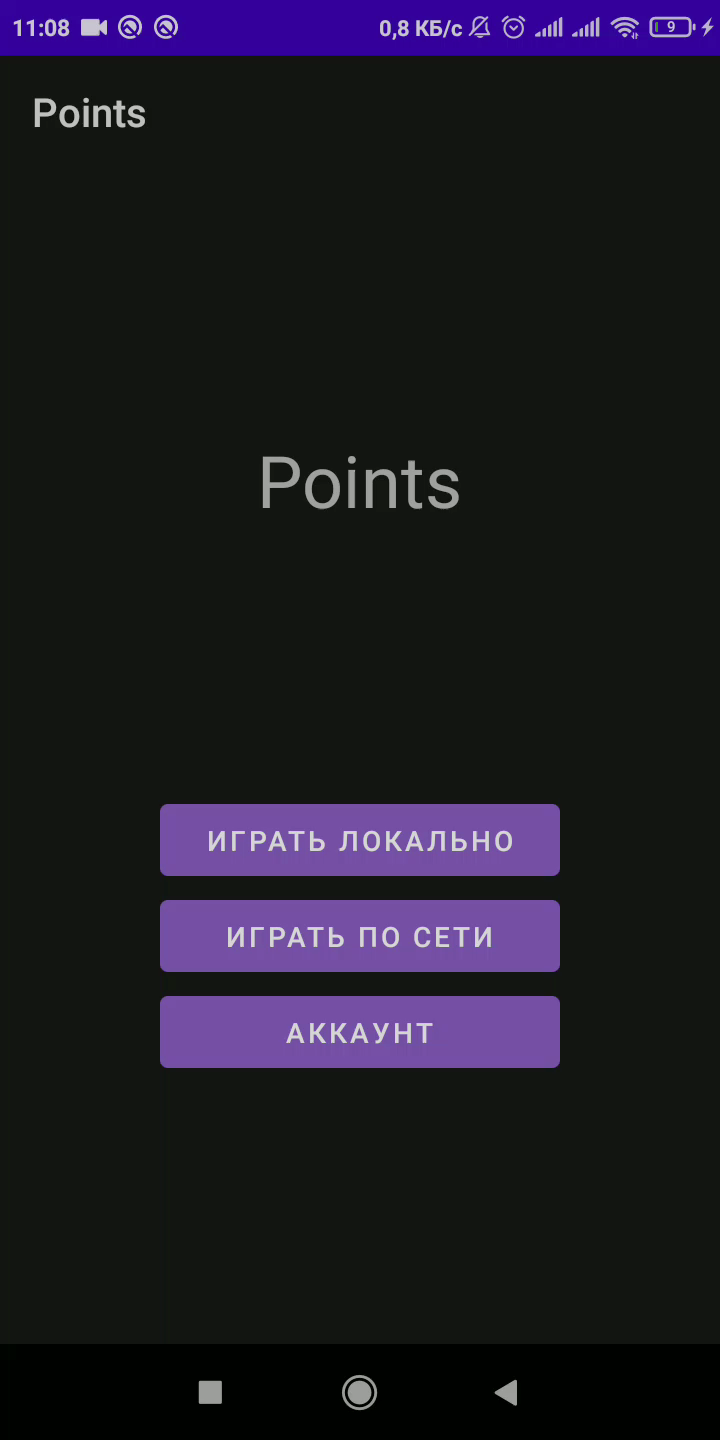 11:08 0,8 КБ/с 9
Points
Points
ИГРАТЬ ЛОКАЛЬНО
ИГРАТЬ ПО СЕТИ
АККАУНТ